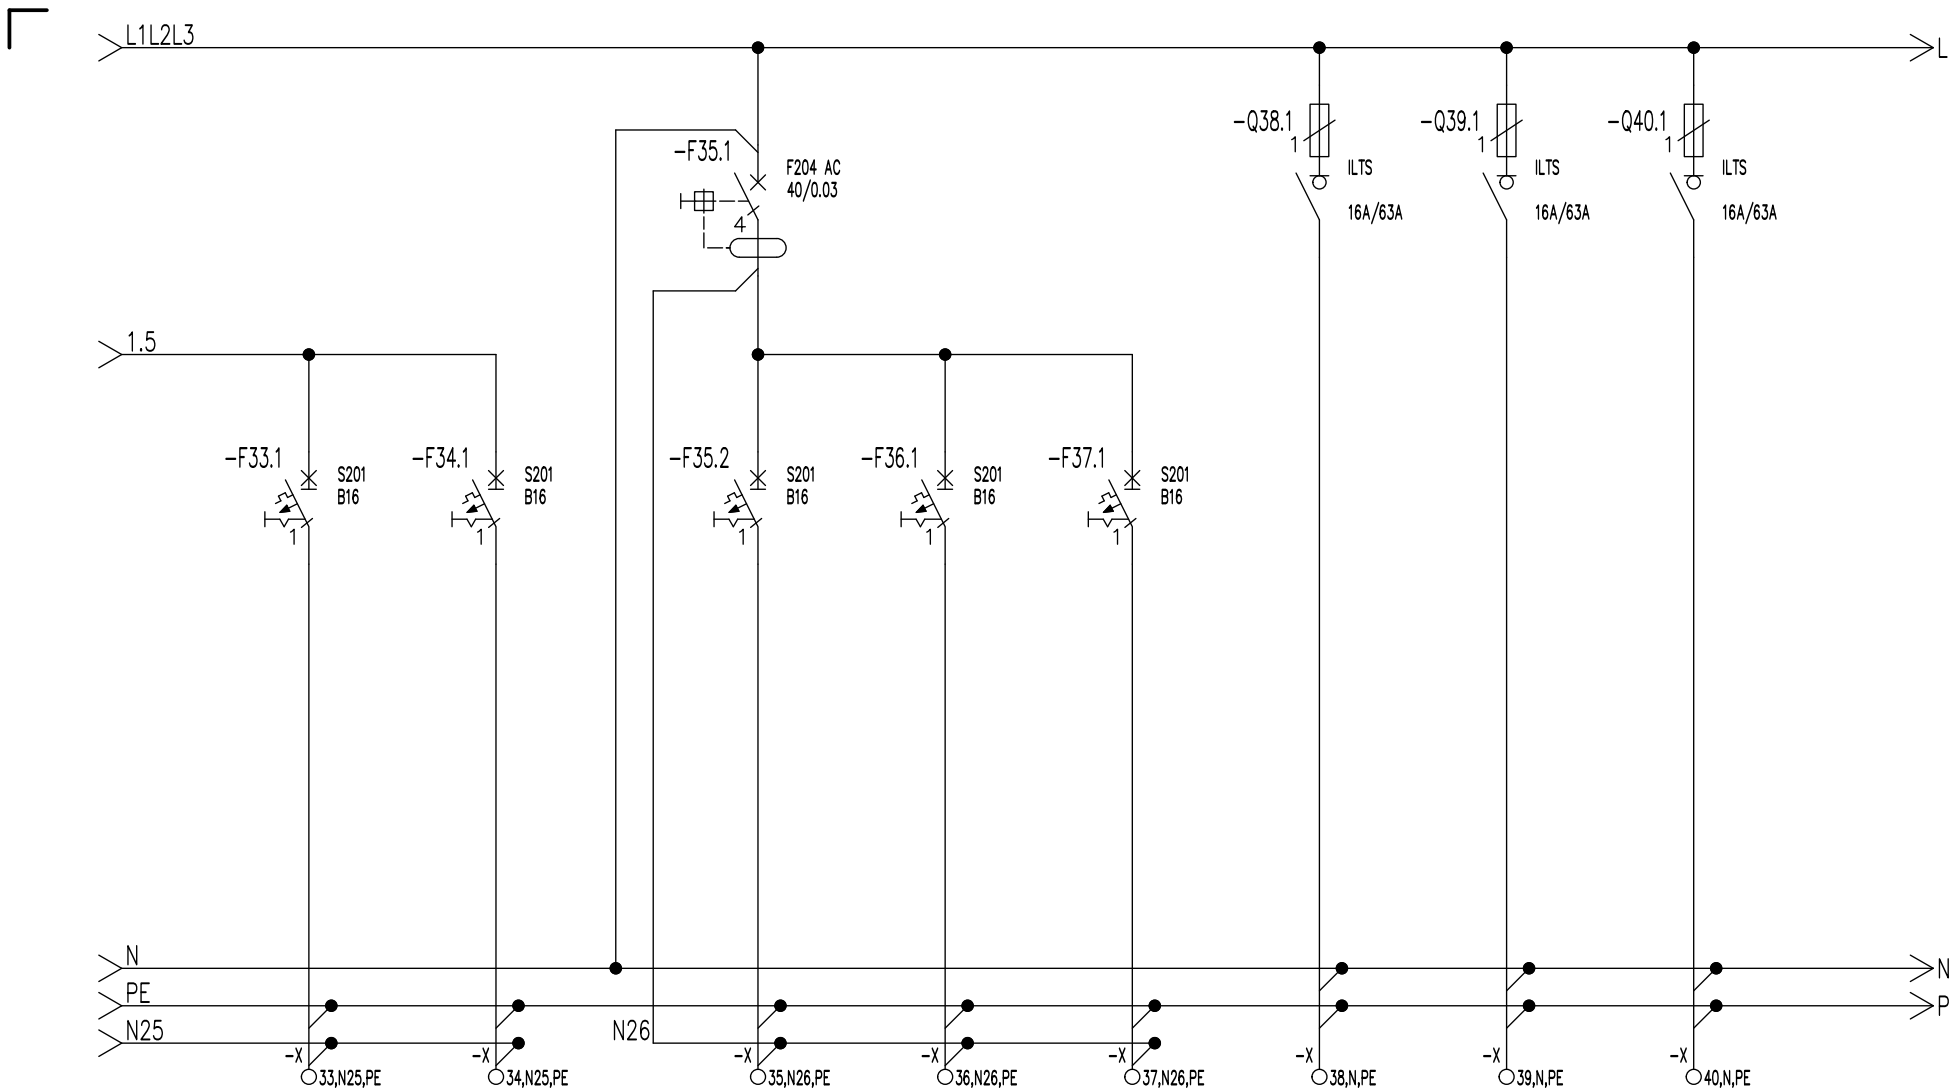 L1L2L3
L
-Q38.1
1
ILTS
16A/63A
-Q39.1
1
ILTS
16A/63A
-Q40.1
1
ILTS
16A/63A
-F35.1
F204 AC
40/0.03
4
1.5
-F33.1
S201
B16
1
-F34.1
S201
B16
1
-F35.2
S201
B16
1
-F36.1
S201
B16
1
-F37.1
S201
B16
1
N
N
PE
P
N25
N26
-X
33,N25,PE
-X
34,N25,PE
-X
35,N26,PE
-X
36,N26,PE
-X
37,N26,PE
-X
38,N,PE
-X
39,N,PE
-X
40,N,PE